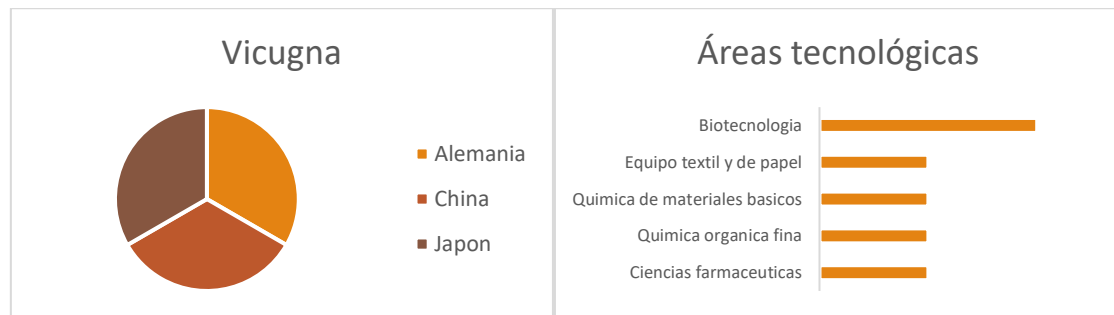 Vicugna
Alemania
China
Japon
Áreas tecnológicas
Biotecnologia
Equipo textil y de papel
Quimica de materiales basicos
Quimica organica fina
Ciencias farmaceuticas